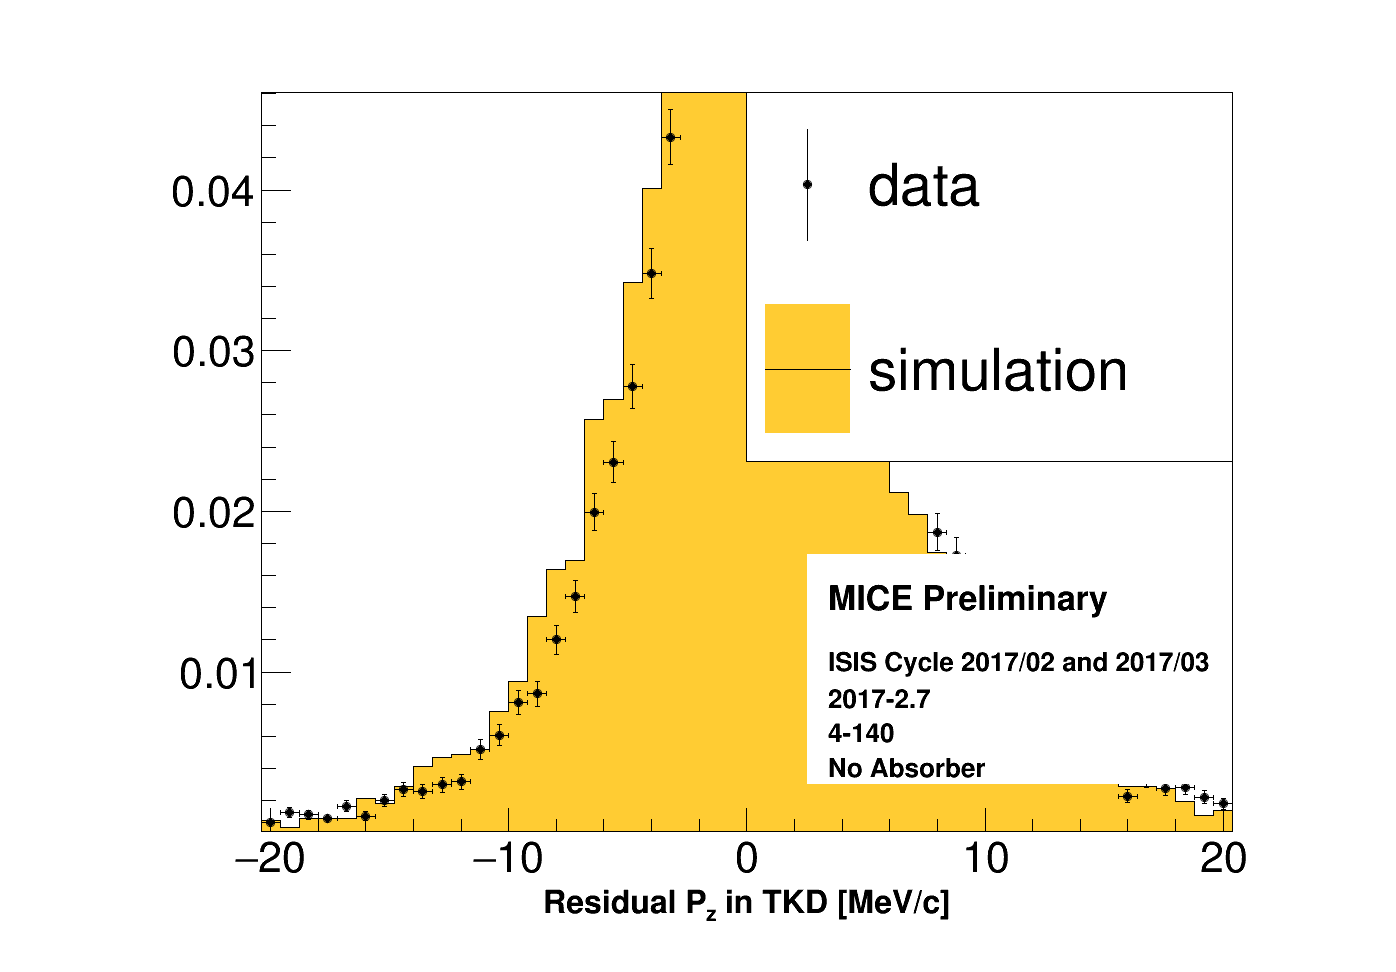 data
simulation
0.04
0.03
0.02
0.01
MICE Preliminary
ISIS Cycle 2017/02 and 2017/03
2017-2.7
4-140
No Absorber
−20 −10 0 10 20
Residual Pz in TKD [MeV/c]